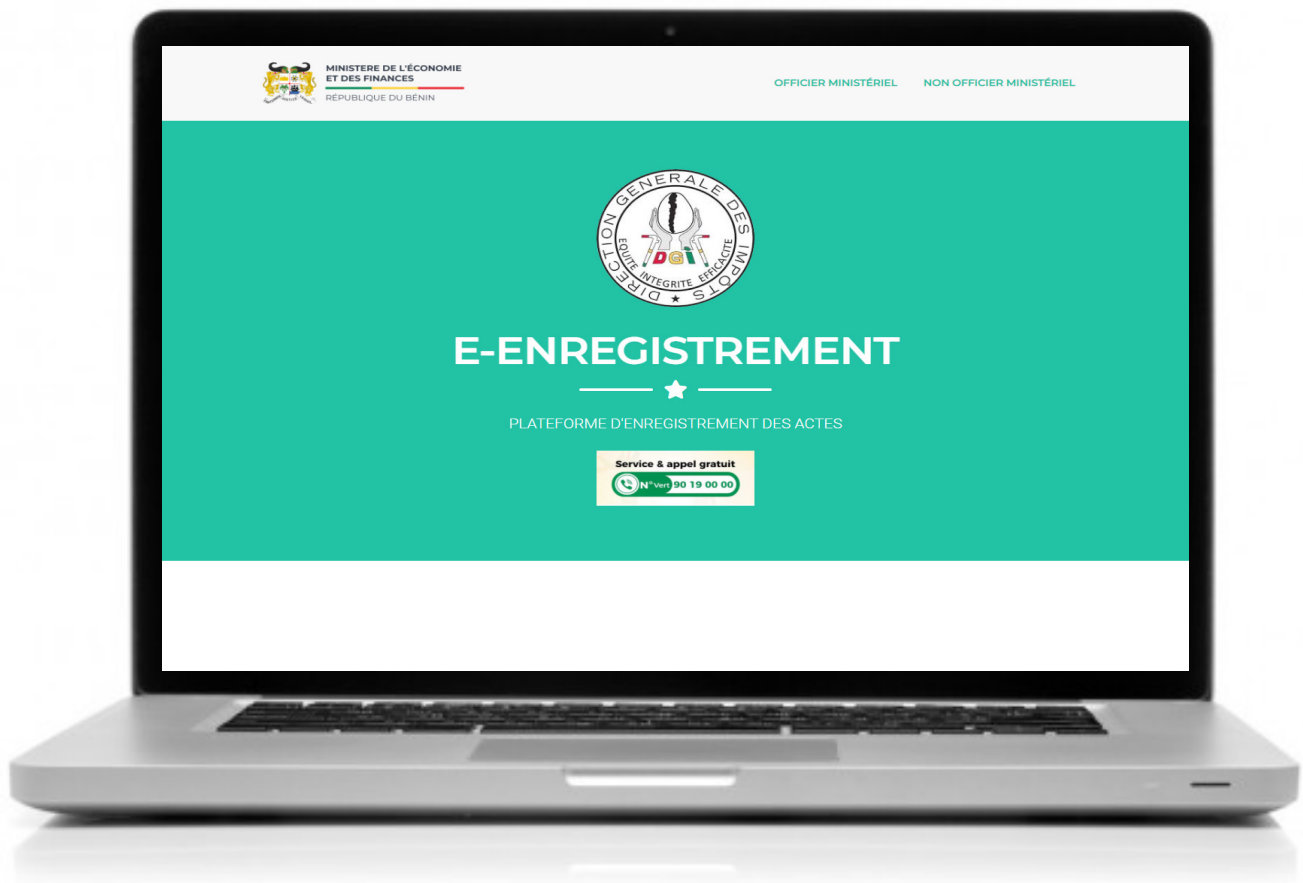 MINISTERE DE L'ÉCONOMIE
ET DES FINANCES
RÉPUBLIQUE DU BÉNIN
OFFICIER MINISTÉRIEL
NON OFFICIER MINISTÉRIEL
DIRECTION GENERALE DES IMPÔTS
EQUITE INTEGRITE EFFICACITE
DGI
E-ENREGISTREMENT
PLATEFORME D'ENREGISTREMENT DES ACTES
Service & appel gratuit
N° Vert 90 19 00 00